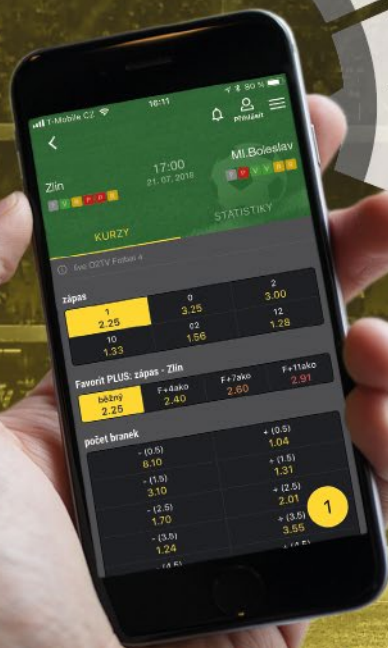 T-Mobile CZ 16:11 80 %
Přihlásit
Zlín 17:00 Ml.Boleslav
21. 07. 2018
KURZY STATISTIKY
live O2TV Fotbal
zápas
1 0 2
2.25 3.25 3.00
10 02 12
1.33 1.56 1.28
Favorit PLUS: zápas - Zlín
běžný F+4ako F+7ako F+11ako
2.25 2.40 2.60 2.91
počet branek
- (0.5) + (0.5)
8.10 1.04
- (1.5) + (1.5)
3.10 1.31
- (2.5) + (2.5)
1.70 2.01
- (3.5) + (3.5)
1.24 3.55
- (4.5) + (4.5)
1